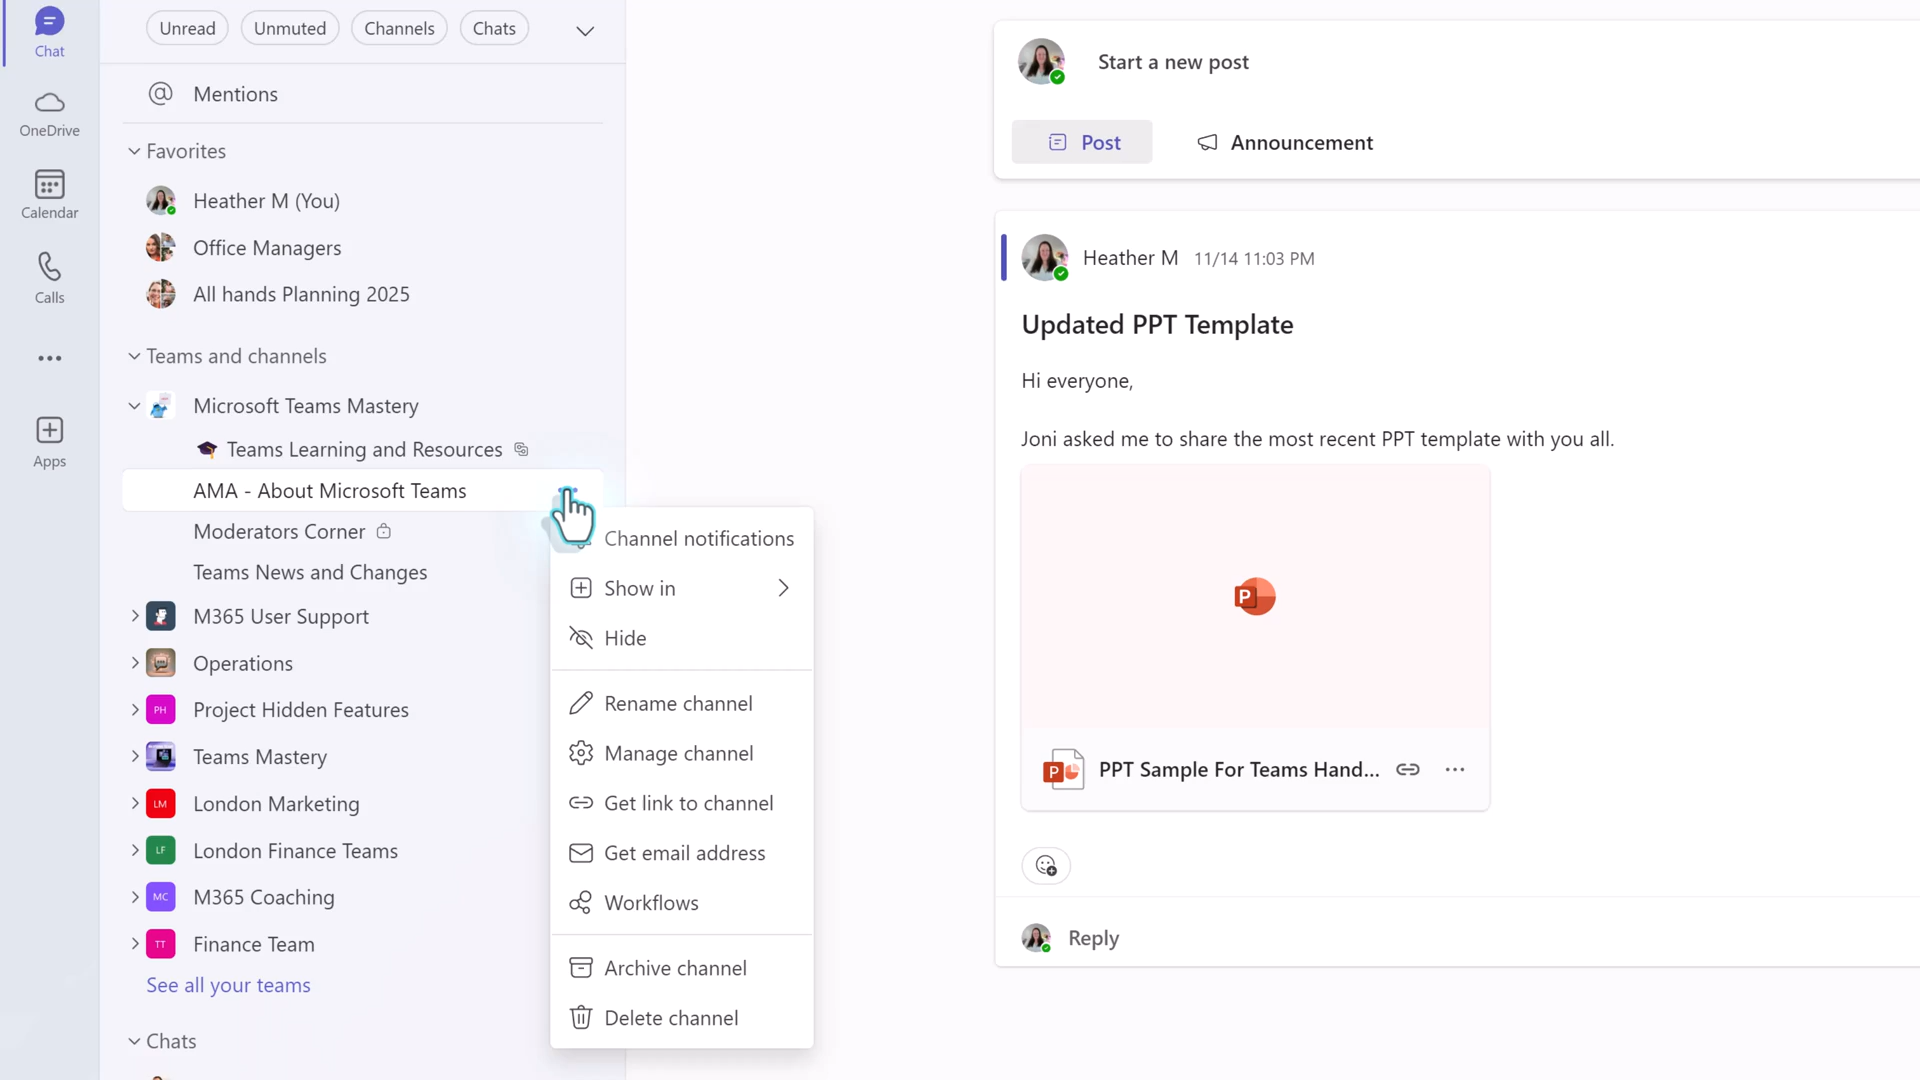 Chat
OneDrive
Calendar
Calls
Apps
Unread
Unmuted
Channels
Chats
Mentions
Favorites
Heather M (You)
Office Managers
All hands Planning 2025
Teams and channels
Microsoft Teams Mastery
Teams Learning and Resources
AMA - About Microsoft Teams
Moderators Corner
Teams News and Changes
M365 User Support
Operations
PH Project Hidden Features
Teams Mastery
LM London Marketing
LF London Finance Teams
MC M365 Coaching
TT Finance Team
See all your teams
Chats
Channel notifications
Show in
Hide
Rename channel
Manage channel
Get link to channel
Get email address
Workflows
Archive channel
Delete channel
Start a new post
Post
Announcement
Heather M 11/14 11:03 PM
Updated PPT Template
Hi everyone,
Joni asked me to share the most recent PPT template with you all.
P
P PPT Sample For Teams Hand...
Reply